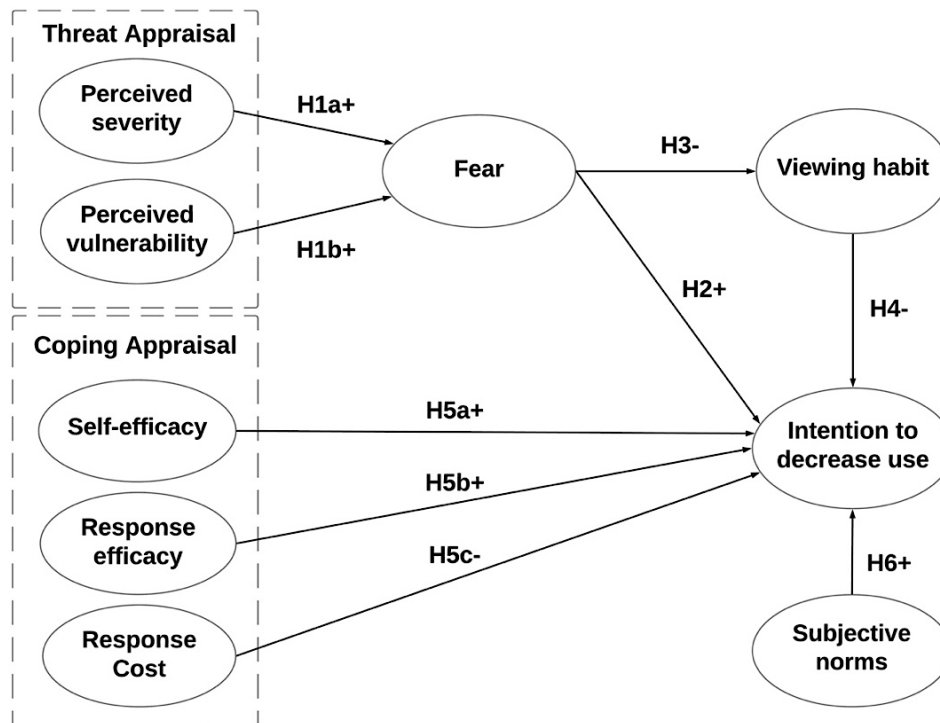 Threat Appraisal
Perceived
severity
H1a+
Perceived
vulnerability
H1b+
Fear
H3-
Viewing habit
H2+
H4-
Coping Appraisal
Self-efficacy
H5a+
Intention to
decrease use
Response
efficacy
H5b+
Response
Cost
H5c-
H6+
Subjective
norms